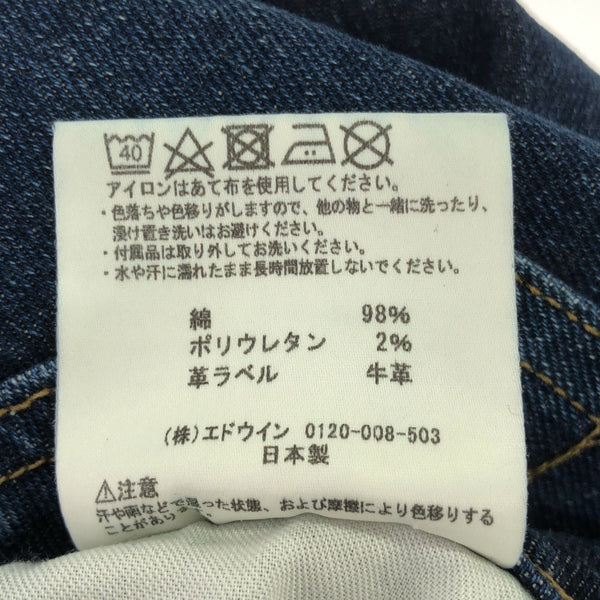 40
アイロンはあて布を使用してください。
・色落ちや色移りがしますので、他の物と一緒に洗ったり、
浸け置き洗いはお避けください。
・付属品は取り外してお洗いください。
・水や汗に濡れたまま長時間放置しないでください。
綿 98%
ポリウレタン 2%
革ラベル 牛革
(株)エドウイン 0120-008-503
日本製
⚠注意
汗や雨などで湿った状態、および摩擦により色移りする
ことがありま